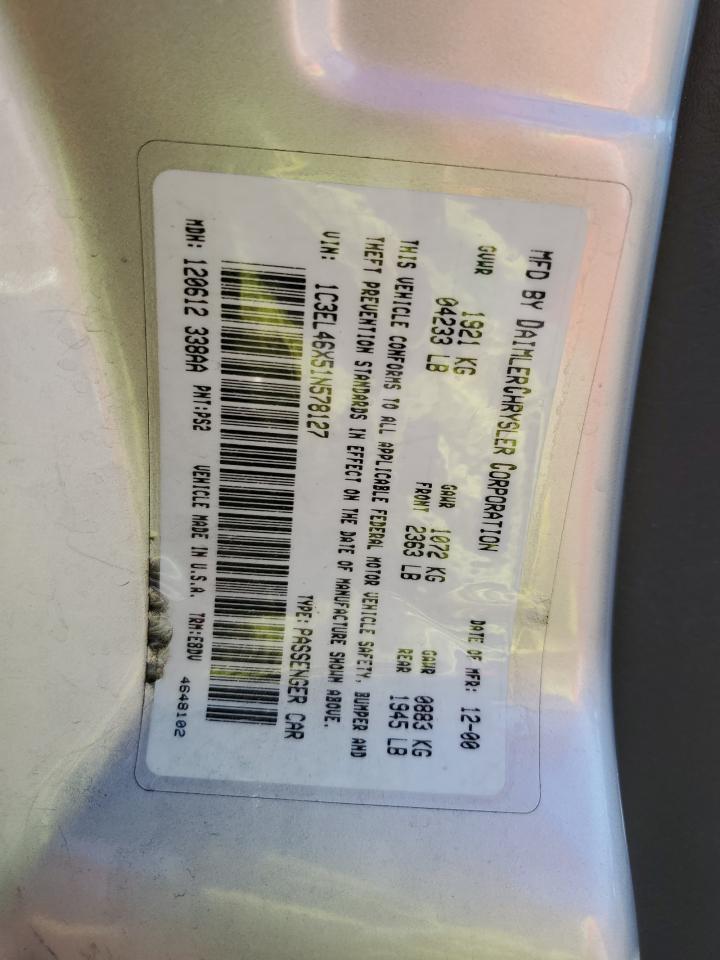 MFD BY DAIMLERCHRYSLER CORPORATION DATE OF MFR: 12-00
GVWR 1921 KG GAWR 1072 KG GAWR 0883 KG
04233 LB FRONT 2363 LB REAR 1945 LB
THIS VEHICLE CONFORMS TO ALL APPLICABLE FEDERAL MOTOR VEHICLE SAFETY, BUMPER AND
THEFT PREVENTION STANDARDS IN EFFECT ON THE DATE OF MANUFACTURE SHOWN ABOVE.
VIN: 1C3EL46X51N578127 TYPE: PASSENGER CAR
MDH: 120612 338AA PNT:PS2 VEHICLE MADE IN U.S.A. TRM:E8DV 4648102